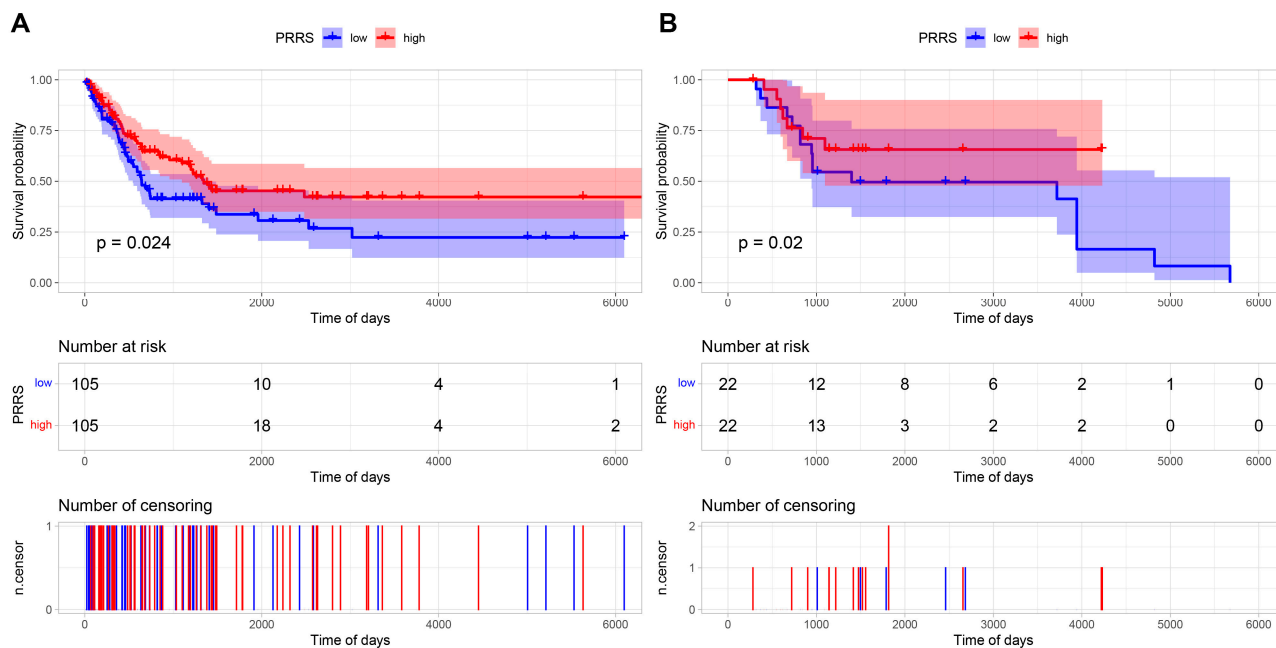 A
PRRS low high
1.00
0.75
0.50
0.25
0.00
Survival probability
p = 0.024
0 2000 4000 6000
Time of days
Number at risk
PRRS
low 105 10 4 1
high 105 18 4 2
0 2000 4000 6000
Time of days
Number of censoring
n.censor
1
0
0 2000 4000 6000
Time of days
B
PRRS low high
1.00
0.75
0.50
0.25
0.00
Survival probability
p = 0.02
0 1000 2000 3000 4000 5000 6000
Time of days
Number at risk
PRRS
low 22 12 8 6 2 1 0
high 22 13 3 2 2 0 0
0 1000 2000 3000 4000 5000 6000
Time of days
Number of censoring
n.censor
2
1
0
0 1000 2000 3000 4000 5000 6000
Time of days